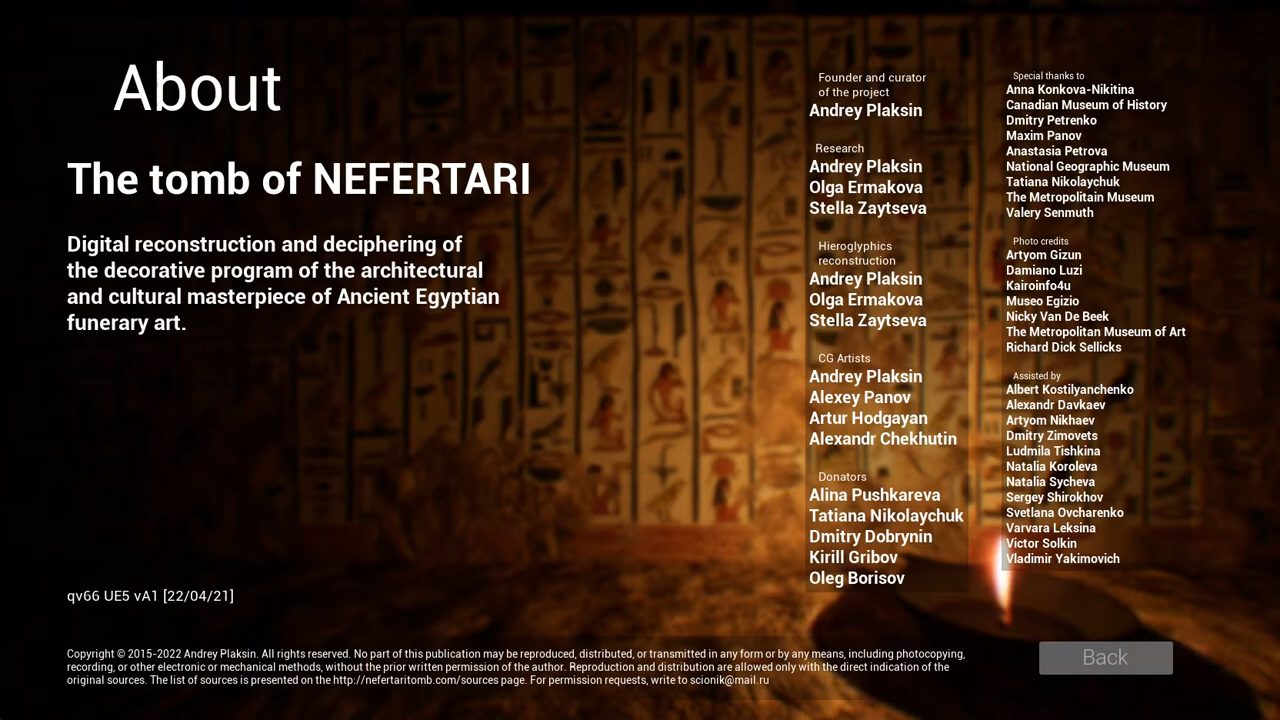 About
The tomb of NEFERTARI
Digital reconstruction and deciphering of
the decorative program of the architectural
and cultural masterpiece of Ancient Egyptian
funerary art.
qv66 UE5 vA1 [22/04/21]
Founder and curator
of the project
Andrey Plaksin
Research
Andrey Plaksin
Olga Ermakova
Stella Zaytseva
Hieroglyphics
reconstruction
Andrey Plaksin
Olga Ermakova
Stella Zaytseva
CG Artists
Andrey Plaksin
Alexey Panov
Artur Hodgayan
Alexandr Chekhutin
Donators
Alina Pushkareva
Tatiana Nikolaychuk
Dmitry Dobrynin
Kirill Gribov
Oleg Borisov
Special thanks to
Anna Konkova-Nikitina
Canadian Museum of History
Dmitry Petrenko
Maxim Panov
Anastasia Petrova
National Geographic Museum
Tatiana Nikolaychuk
The Metropolitain Museum
Valery Senmuth
Photo credits
Artyom Gizun
Damiano Luzi
Kairoinfo4u
Museo Egizio
Nicky Van De Beek
The Metropolitan Museum of Art
Richard Dick Sellicks
Assisted by
Albert Kostilyanchenko
Alexandr Davkaev
Artyom Nikhaev
Dmitry Zimovets
Ludmila Tishkina
Natalia Koroleva
Natalia Sycheva
Sergey Shirokhov
Svetlana Ovcharenko
Varvara Leksina
Victor Solkin
Vladimir Yakimovich
Copyright © 2015-2022 Andrey Plaksin. All rights reserved. No part of this publication may be reproduced, distributed, or transmitted in any form or by any means, including photocopying,
recording, or other electronic or mechanical methods, without the prior written permission of the author. Reproduction and distribution are allowed only with the direct indication of the
original sources. The list of sources is presented on the http://nefertaritomb.com/sources page. For permission requests, write to scionik@mail.ru
Back